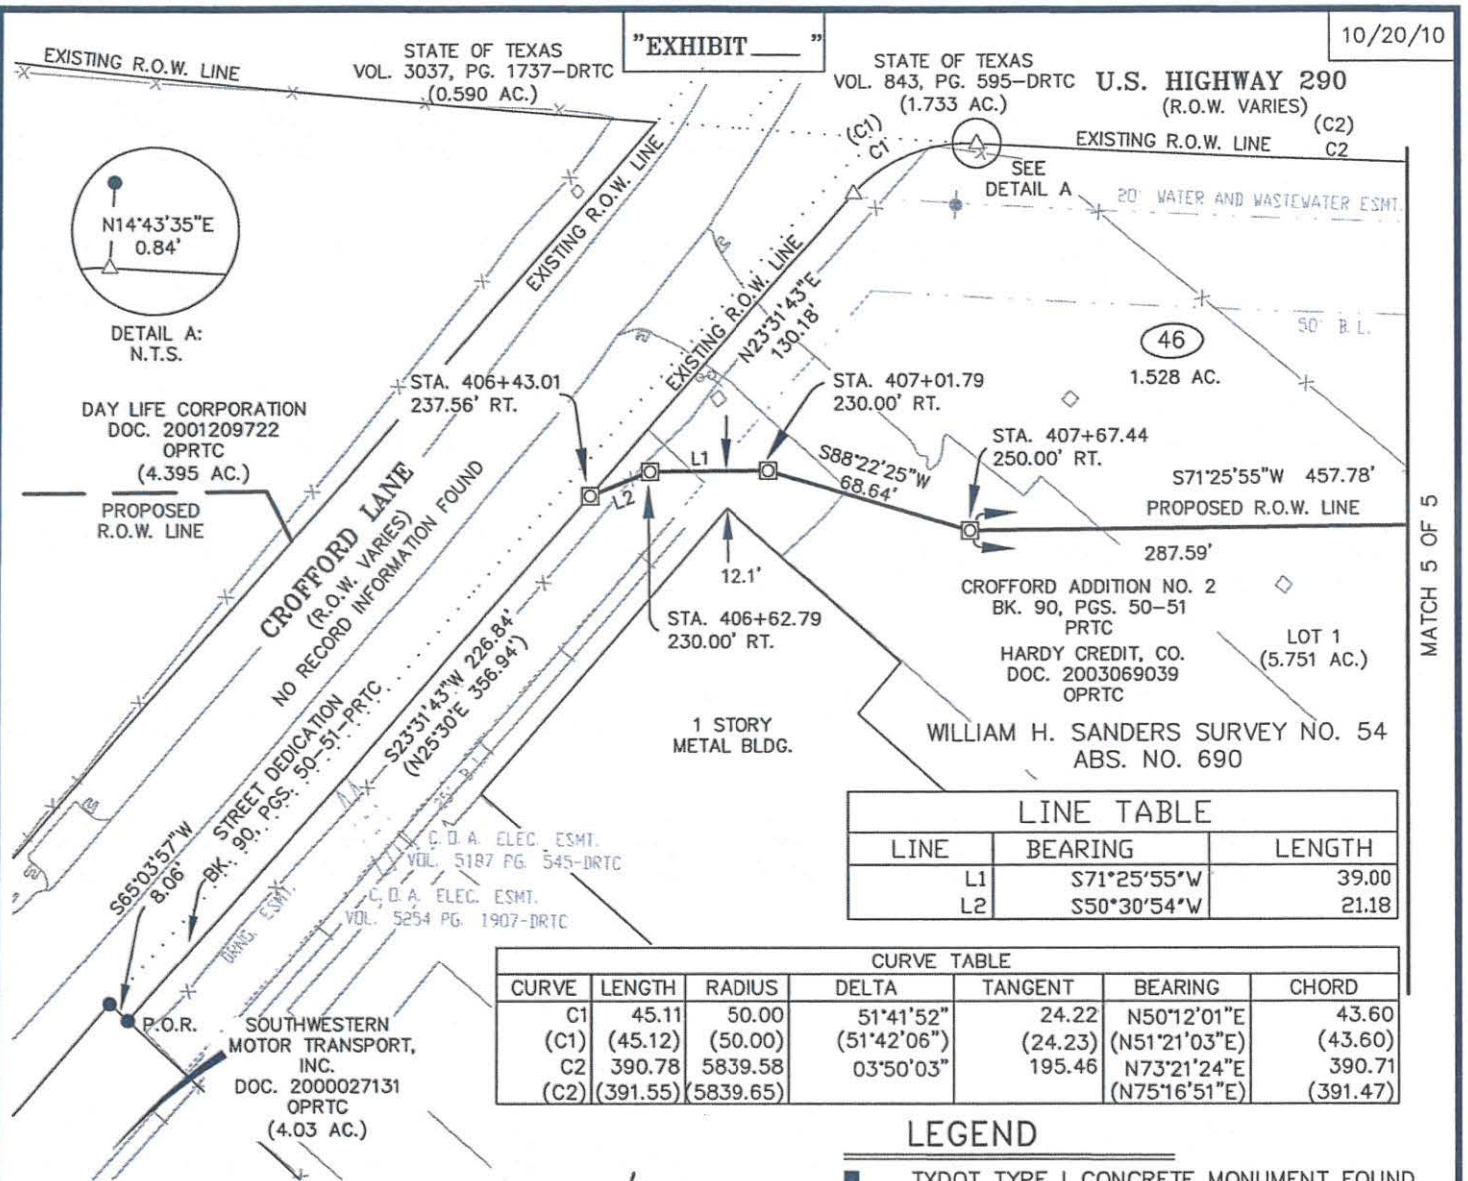 "EXHIBIT____ "
10/20/10
EXISTING R.O.W. LINE
STATE OF TEXAS
VOL. 3037, PG. 1737-DRTC
(0.590 AC.)
STATE OF TEXAS
VOL. 843, PG. 595-DRTC
(1.733 AC.)
U.S. HIGHWAY 290
(R.O.W. VARIES)
(C1)
C1
(C2)
C2
EXISTING R.O.W. LINE
SEE
DETAIL A
20' WATER AND WASTEWATER ESMT.
N14°43'35"E
0.84'
DETAIL A:
N.T.S.
EXISTING R.O.W. LINE
EXISTING R.O.W. LINE
N23°31'43"E
130.18'
50' B.L.
46
1.528 AC.
STA. 406+43.01
237.56' RT.
STA. 407+01.79
230.00' RT.
DAY LIFE CORPORATION
DOC. 2001209722
OPRTC
(4.395 AC.)
PROPOSED
R.O.W. LINE
STA. 407+67.44
250.00' RT.
L1
L2
S88°22'25"W
68.64'
S71°25'55"W 457.78'
PROPOSED R.O.W. LINE
287.59'
MATCH 5 OF 5
CROFFORD LANE
(R.O.W. VARIES)
NO RECORD INFORMATION FOUND
12.1'
STA. 406+62.79
230.00' RT.
CROFFORD ADDITION NO. 2
BK. 90, PGS. 50-51
PRTC
HARDY CREDIT, CO.
DOC. 2003069039
OPRTC
LOT 1
(5.751 AC.)
S23°31'43"W 226.84'
(N25°30'E 356.94')
STREET DEDICATION
BK. 90, PGS. 50-51-PRTC
1 STORY
METAL BLDG.
WILLIAM H. SANDERS SURVEY NO. 54
ABS. NO. 690
25' B.L.
S65°03'57"W
8.06'
C.O.A. ELEC. ESMT.
VOL. 5187 PG. 545-DRTC
C.O.A. ELEC. ESMT.
VOL. 5254 PG. 1907-DRTC
DRNG. ESMT.
LINE TABLE
LINE BEARING LENGTH
L1 S71°25'55"W 39.00
L2 S50°30'54"W 21.18
CURVE TABLE
CURVE LENGTH RADIUS DELTA TANGENT BEARING CHORD
C1 45.11 50.00 51°41'52" 24.22 N50°12'01"E 43.60
(C1) (45.12) (50.00) (51°42'06") (24.23) (N51°21'03"E) (43.60)
C2 390.78 5839.58 03°50'03" 195.46 N73°21'24"E 390.71
(C2) (391.55) (5839.65) (N75°16'51"E) (391.47)
P.O.R.
SOUTHWESTERN
MOTOR TRANSPORT,
INC.
DOC. 2000027131
OPRTC
(4.03 AC.)
LEGEND
TXDOT TYPE I CONCRETE MONUMENT FOUND